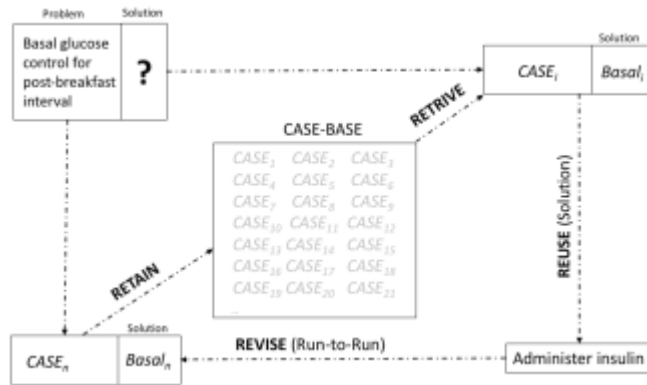 Problem Solution
Basal glucose
control for
post-breakfast
interval
?
Solution
CASEi Basali
RETRIVE
CASE-BASE
CASE1 CASE2 CASE3
CASE4 CASE5 CASE6
CASE7 CASE8 CASE9
CASE10 CASE11 CASE12
CASE13 CASE14 CASE15
CASE16 CASE17 CASE18
CASE19 CASE20 CASE21
...
REUSE (Solution)
RETAIN
Solution
CASEn Basaln
REVISE (Run-to-Run)
Administer insulin